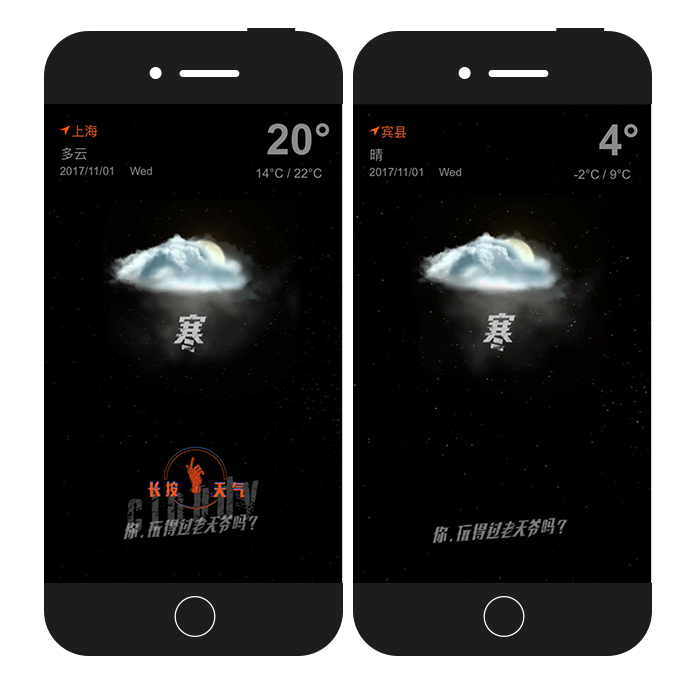 上海
20°
多云
2017/11/01 Wed
14°C / 22°C
寒
长按 天气
cloudy
你，玩得过老天爷吗？
宾县
4°
晴
2017/11/01 Wed
-2°C / 9°C
寒
你，玩得过老天爷吗？